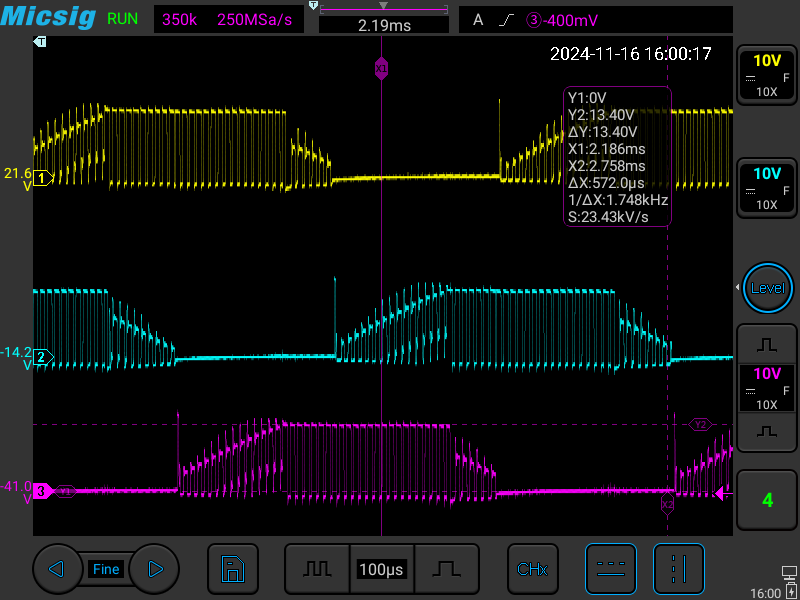 Micsig RUN 350k 250MSa/s T 2.19ms A ③-400mV
T
2024-11-16 16:00:17
X1
10V
F
10X
Y1:0V
Y2:13.40V
ΔY:13.40V
X1:2.186ms
X2:2.758ms
ΔX:572.0μs
1/ΔX:1.748kHz
S:23.43kV/s
21.6
V
1
10V
F
10X
Level
-14.2
V
2
10V
F
10X
Y2
-41.0
V
3
Y1
X2
4
Fine
100μs
CHx
16:00